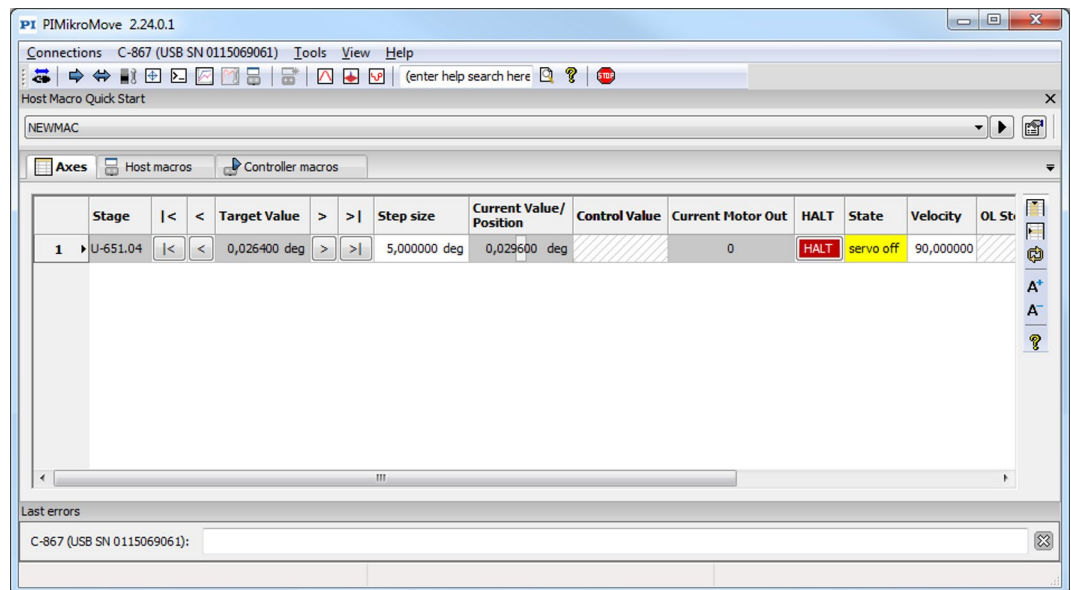 PI PIMikroMove 2.24.0.1
Connections C-867 (USB SN 0115069061) Tools View Help
(enter help search here STOP
Host Macro Quick Start
NEWMAC
Axes Host macros Controller macros
Stage |< < Target Value > >| Step size Current Value/ Position Control Value Current Motor Out HALT State Velocity OL St
1 U-651.04 |< < 0,026400 deg > >| 5,000000 deg 0,029600 deg 0 HALT servo off 90,000000
A+
A-
Last errors
C-867 (USB SN 0115069061):